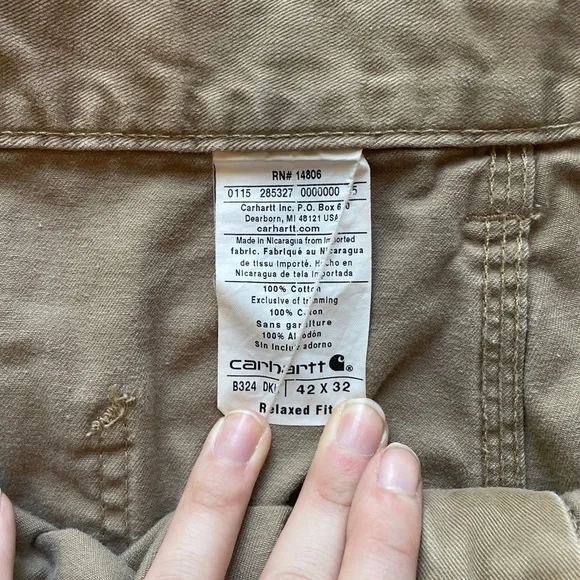 RN# 14806
0115 285327 0000000 5
Carhartt Inc. P.O. Box 600
Dearborn, MI 48121 USA
carhartt.com
Made in Nicaragua from imported
fabric. Fabriqué au Nicaragua
de tissu importé. Hecho en
Nicaragua de tela importada
100% Cotton
Exclusive of trimming
100% Coton
Sans garniture
100% Algodón
Sin incluir adorno
carhartt ®
B324 DKH 42 X 32
Relaxed Fit